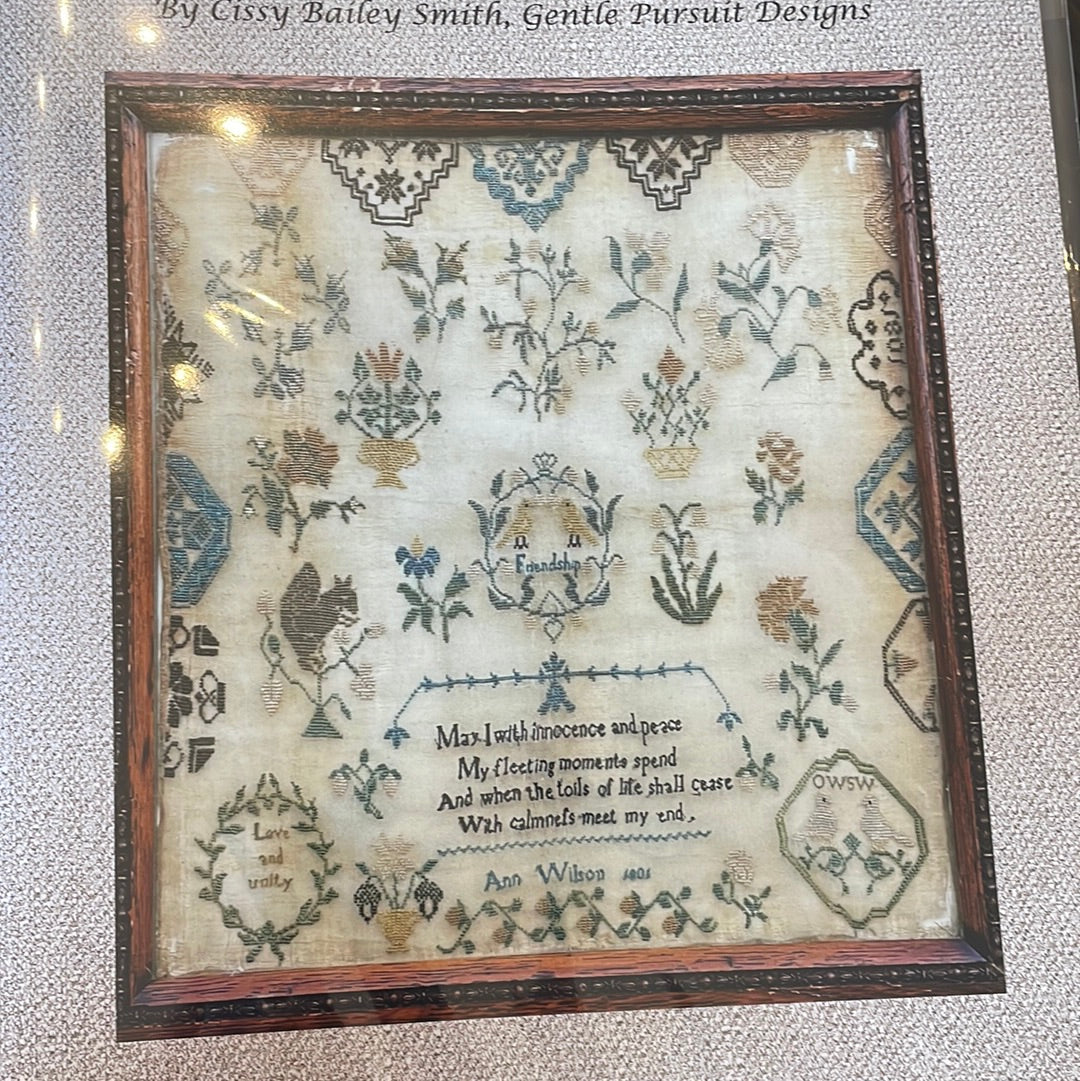 By Cissy Bailey Smith, Gentle Pursuit Designs
Friendship
May I with innocence and peace
My fleeting moments spend
And when the toils of life shall cease
With calmneſs meet my end.
Ann Wilson 1801
Love
and
unity
OWSW